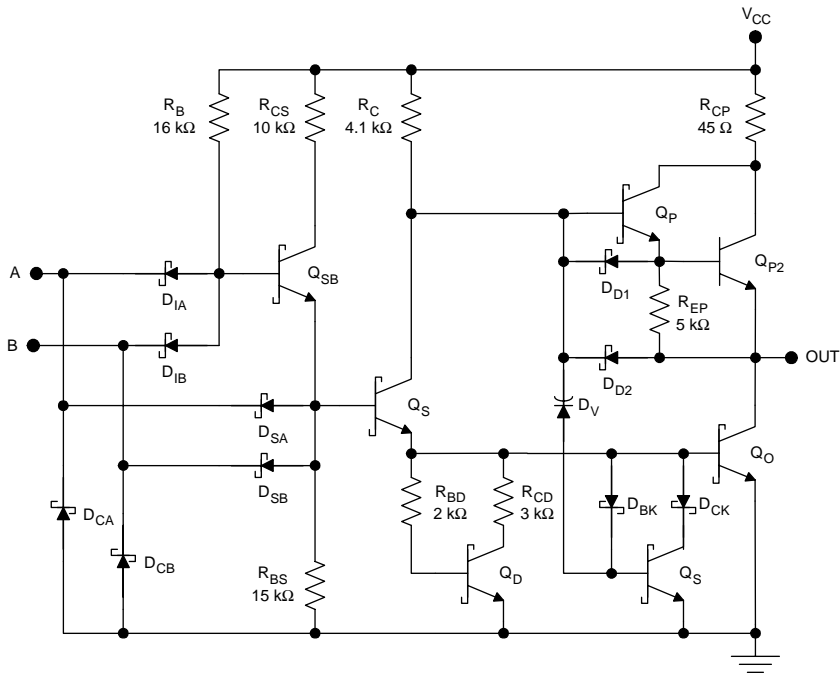 VCC
RB
16 kΩ
RCS
10 kΩ
RC
4.1 kΩ
RCP
45 Ω
QP
A
QSB
QP2
DIA
DD1
REP
5 kΩ
B
DIB
DD2
OUT
QS
DV
DSA
QO
DSB
RBD
2 kΩ
RCD
3 kΩ
DBK
DCK
DCA
DCB
RBS
15 kΩ
QD
QS